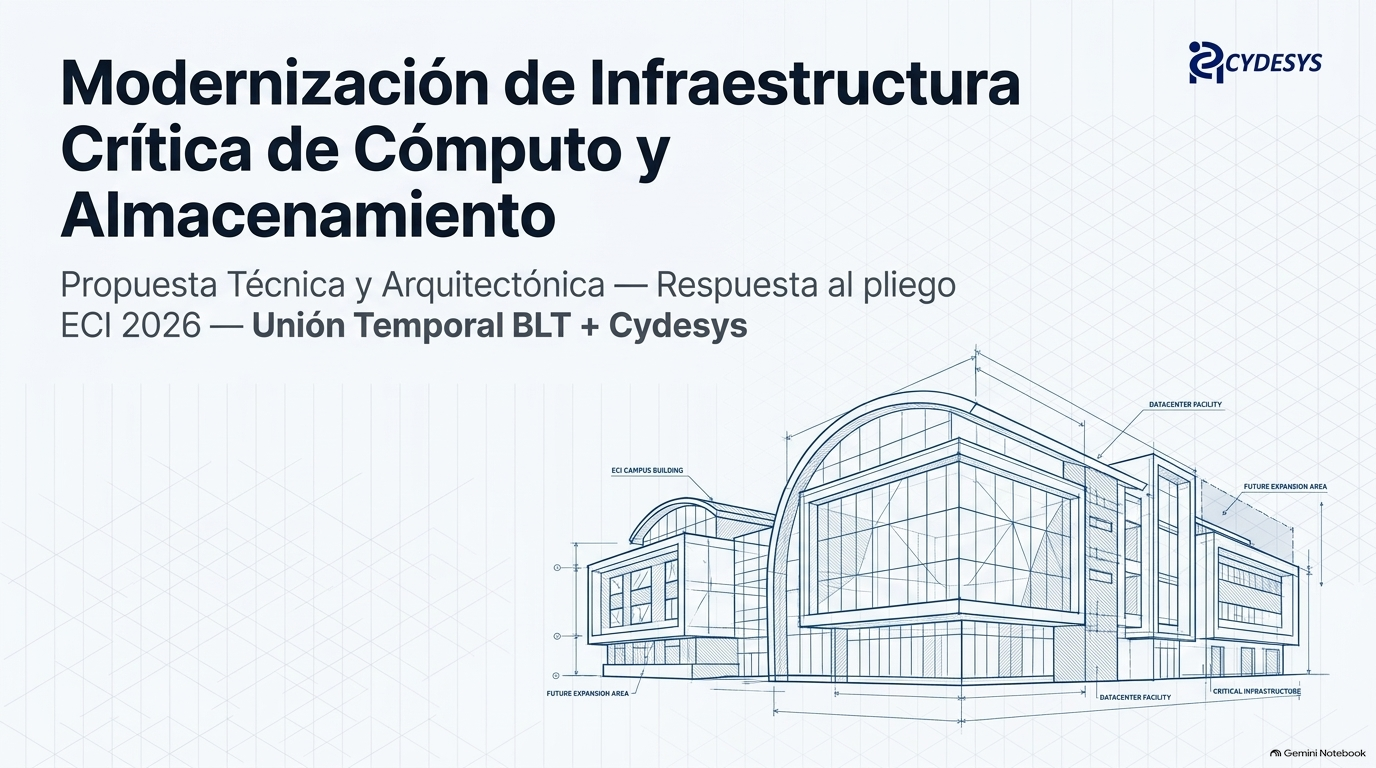 Modernización de Infraestructura
Crítica de Cómputo y
Almacenamiento
CYDESYS
Propuesta Técnica y Arquitectónica — Respuesta al pliego
ECI 2026 — Unión Temporal BLT + Cydesys
DATACENTER FACILITY
ECI CAMPUS BUILDING
FUTURE EXPANSION AREA
FUTURE EXPANSION AREA
DATACENTER FACILITY
CRITICAL INFRASTRUCTOBE
Gemini Notebook